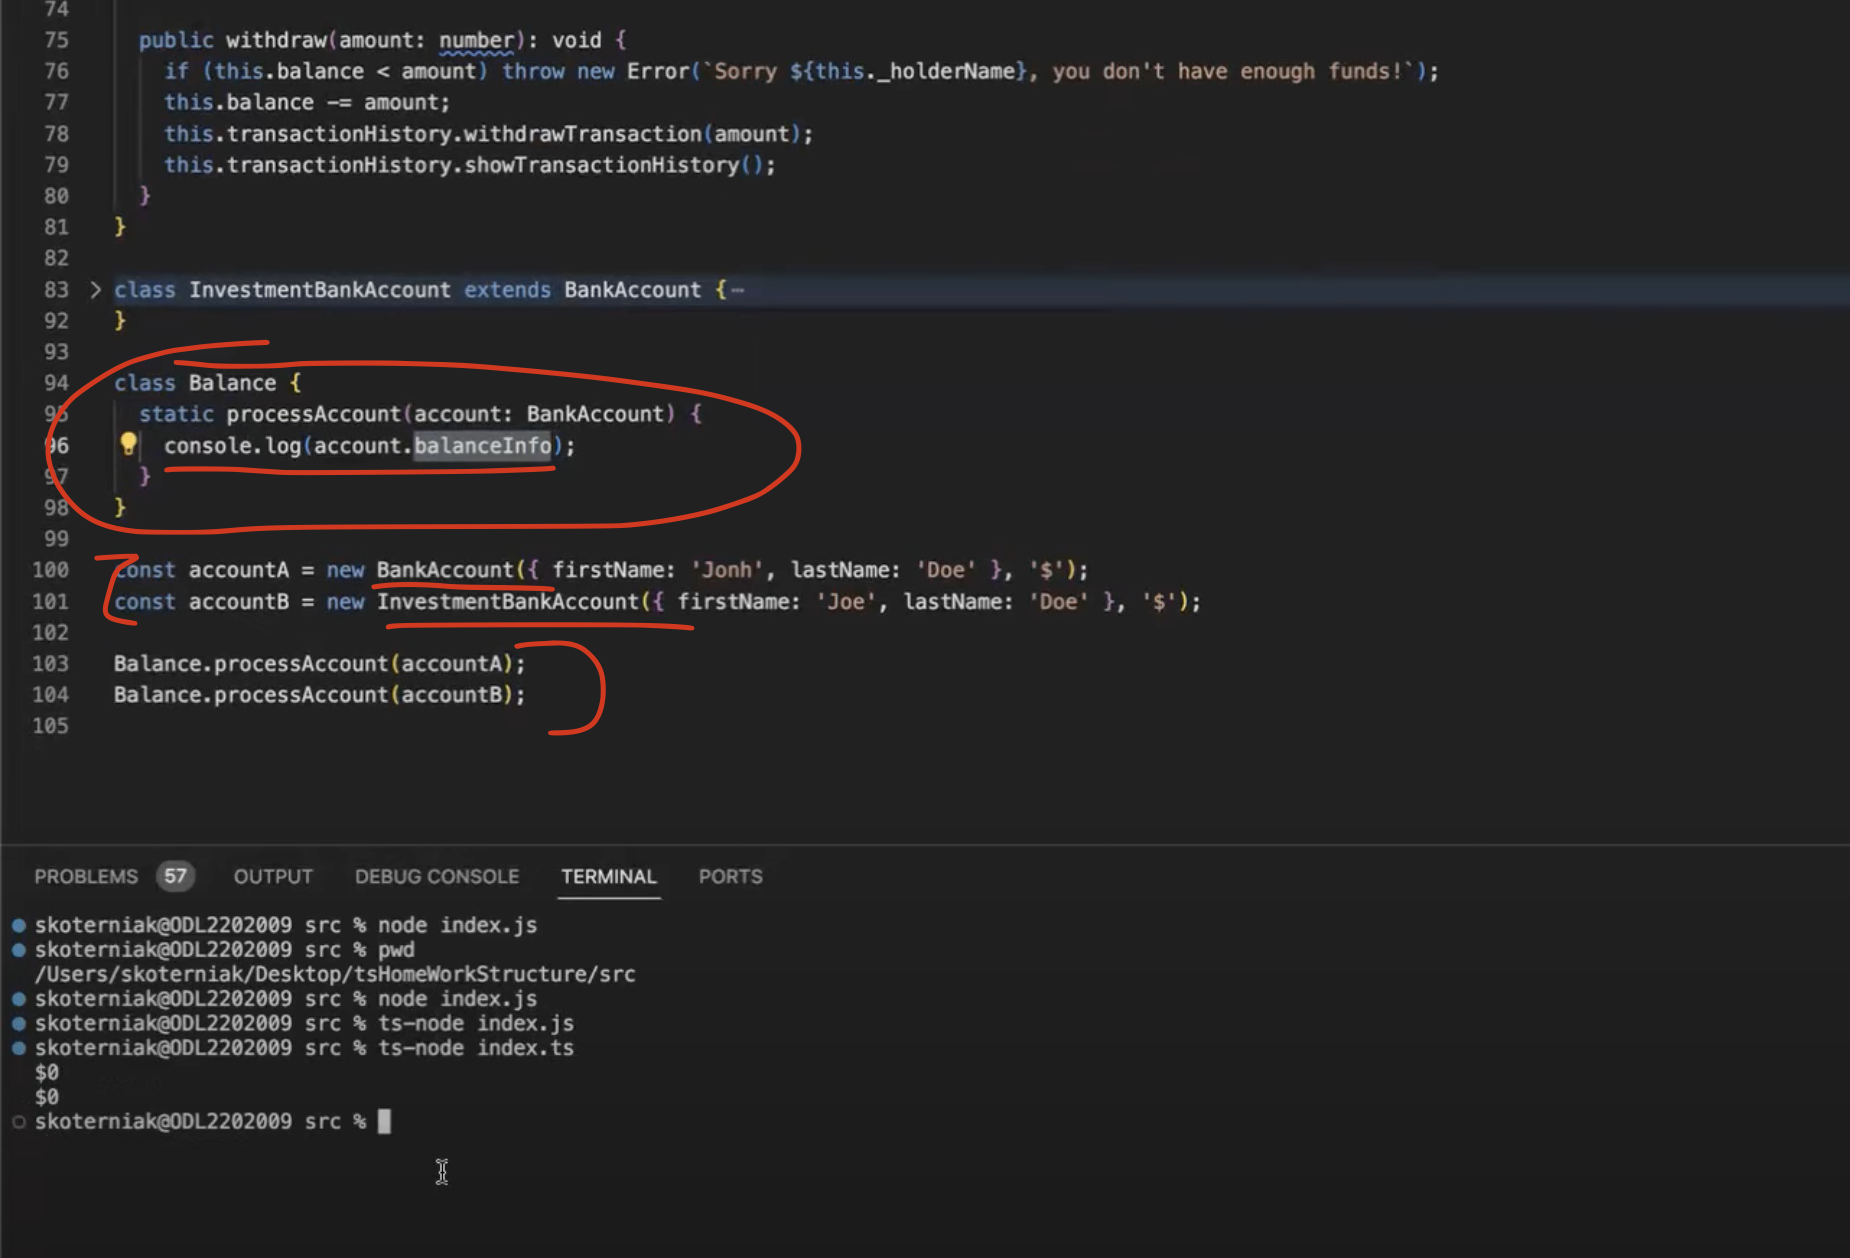 74
75 public withdraw(amount: number): void {
76 if (this.balance < amount) throw new Error(`Sorry ${this._holderName}, you don't have enough funds!`);
77 this.balance -= amount;
78 this.transactionHistory.withdrawTransaction(amount);
79 this.transactionHistory.showTransactionHistory();
80 }
81 }
82
83 > class InvestmentBankAccount extends BankAccount {⋯
92 }
93
94 class Balance {
95 static processAccount(account: BankAccount) {
96 console.log(account.balanceInfo);
97 }
98 }
99
100 const accountA = new BankAccount({ firstName: 'Jonh', lastName: 'Doe' }, '$');
101 const accountB = new InvestmentBankAccount({ firstName: 'Joe', lastName: 'Doe' }, '$');
102
103 Balance.processAccount(accountA);
104 Balance.processAccount(accountB);
105
PROBLEMS 57 OUTPUT DEBUG CONSOLE TERMINAL PORTS
skoterniak@ODL2202009 src % node index.js
skoterniak@ODL2202009 src % pwd
/Users/skoterniak/Desktop/tsHomeWorkStructure/src
skoterniak@ODL2202009 src % node index.js
skoterniak@ODL2202009 src % ts-node index.js
skoterniak@ODL2202009 src % ts-node index.ts
$0
$0
skoterniak@ODL2202009 src %